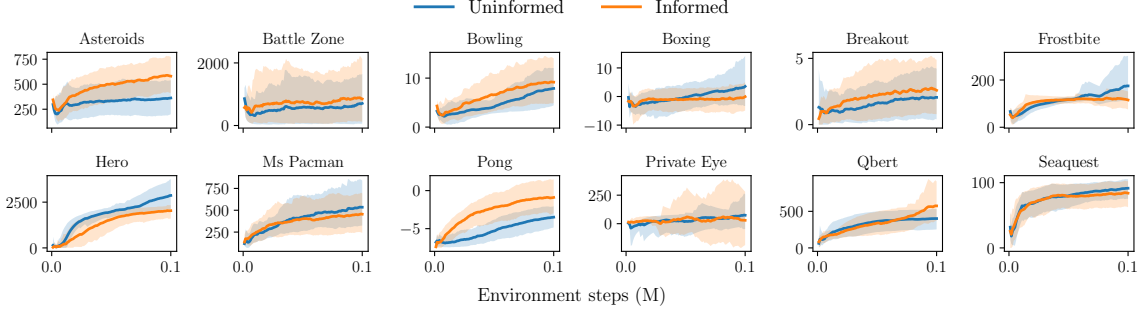 Uninformed Informed
Asteroids Battle Zone Bowling Boxing Breakout Frostbite
750 500 250
2000 0
10 0
10 0 −10
5 0
200 0
Hero Ms Pacman Pong Private Eye Qbert Seaquest
2500 0
750 500 250
0 −5
250 0
500 0
100 0
0.0 0.1 0.0 0.1 0.0 0.1 0.0 0.1 0.0 0.1 0.0 0.1
Environment steps (M)